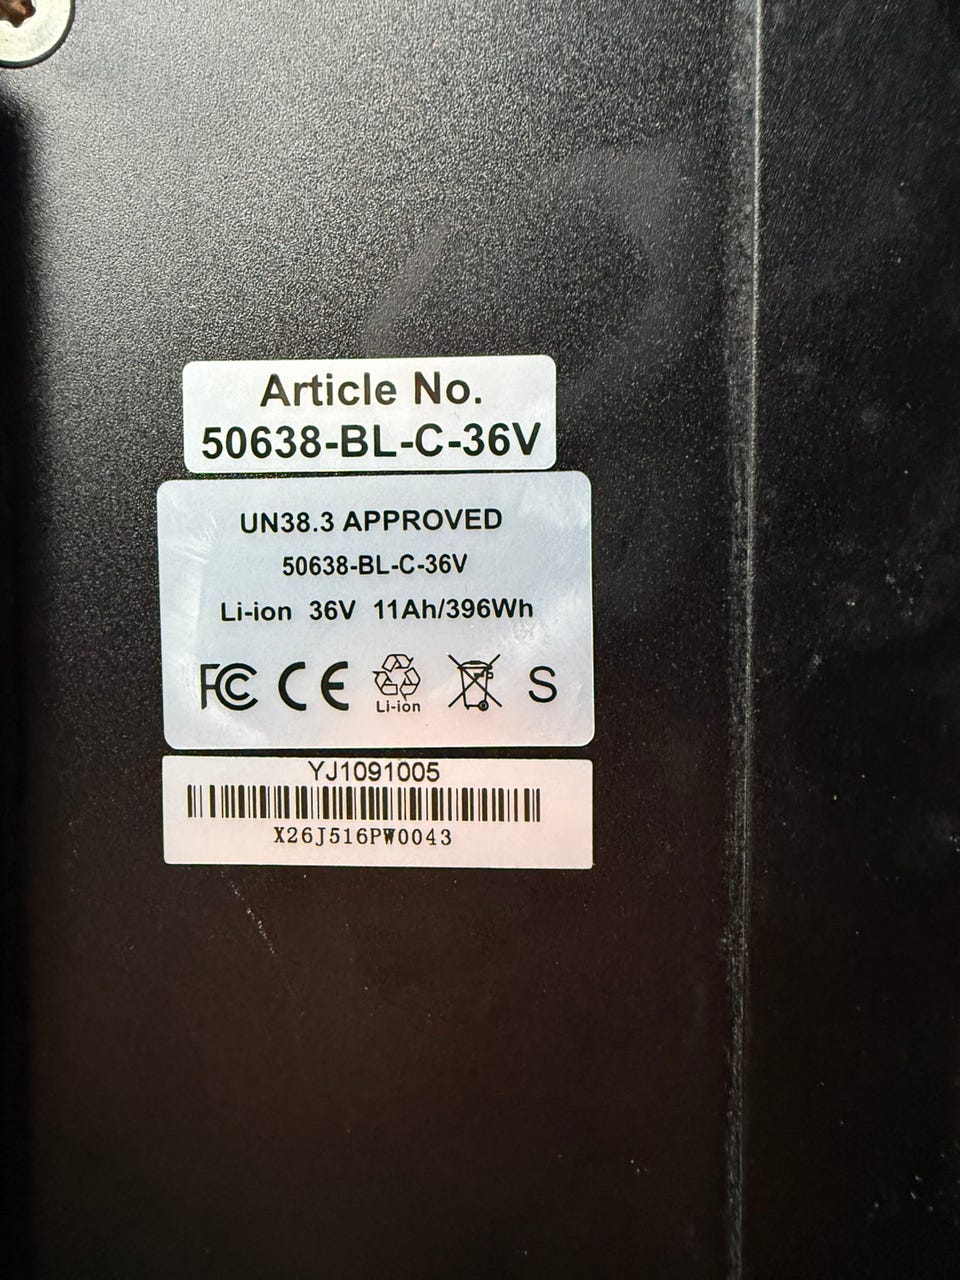 Article No.
50638-BL-C-36V
UN38.3 APPROVED
50638-BL-C-36V
Li-ion 36V 11Ah/396Wh
FC CE Li-ion S
YJ1091005
X26J516PW0043